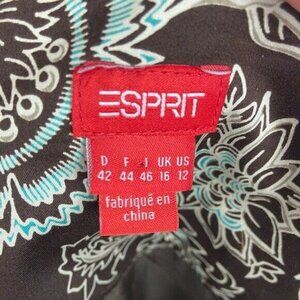 ESPRIT
D F I UK US
42 44 46 16 12
fabriqué en
china